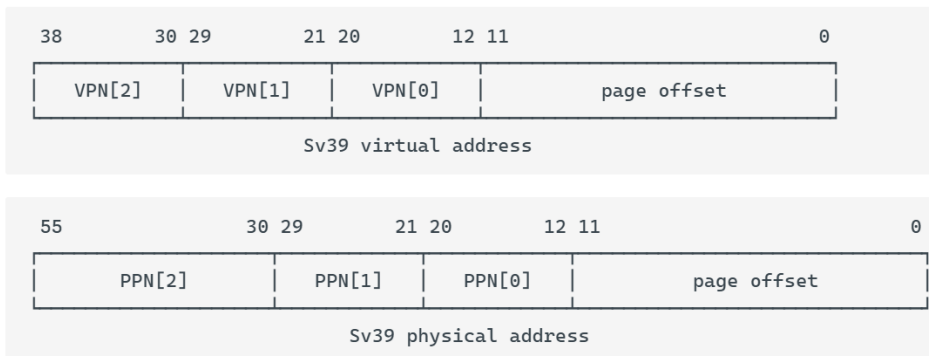 38 30 29 21 20 12 11 0
VPN[2] VPN[1] VPN[0] page offset
Sv39 virtual address
55 30 29 21 20 12 11 0
PPN[2] PPN[1] PPN[0] page offset
Sv39 physical address